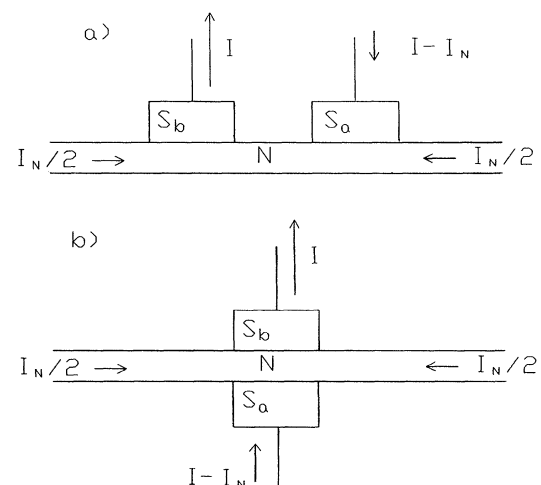 a) I I – I_N
S_b S_a
I_N/2 → N ← I_N/2
b) I
S_b
I_N/2 → N ← I_N/2
S_a
I – I_N